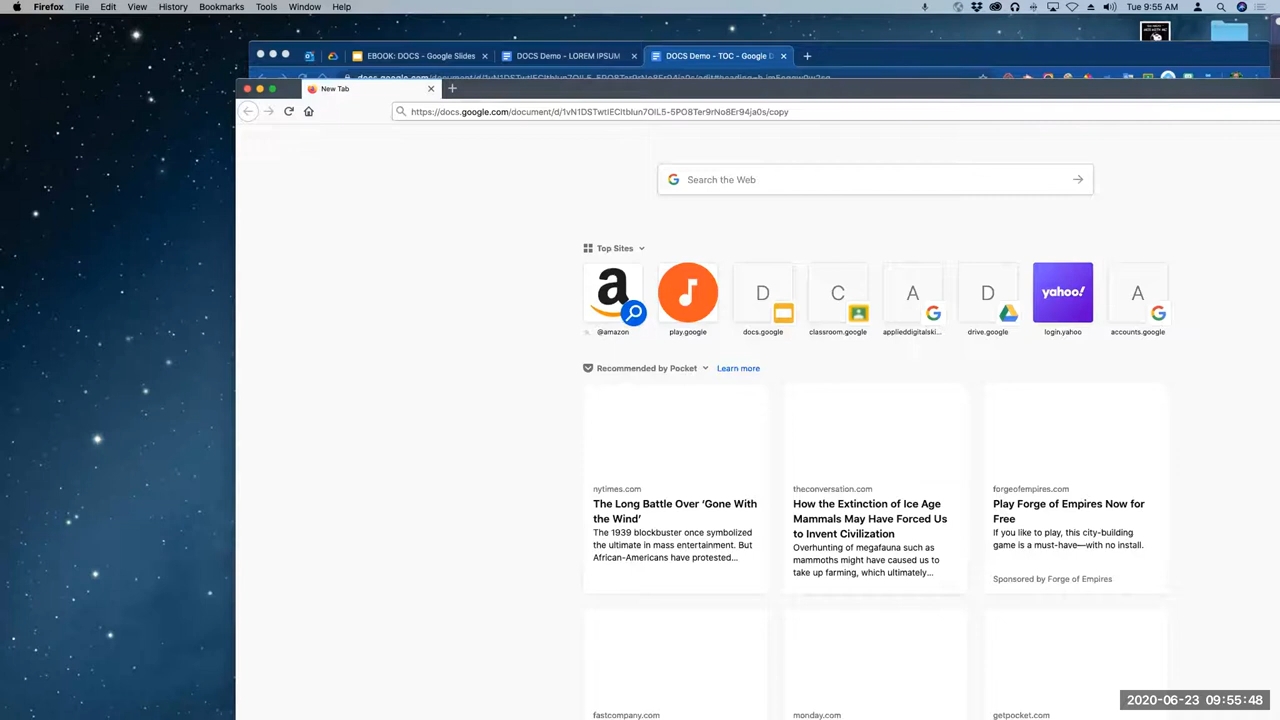 Firefox File Edit View History Bookmarks Tools Window Help Tue 9:55 AM
EBOOK: DOCS - Google Slides DOCS Demo - LOREM IPSUM DOCS Demo - TOC - Google D
New Tab
https://docs.google.com/document/d/1vN1DSTwtIECItbIun7OIL5-5PO8Ter9rNo8Er94ja0s/copy
Search the Web
Top Sites
a yahoo!
D C A D A
@amazon play.google docs.google classroom.google applieddigitalski... drive.google login.yahoo accounts.google
Recommended by Pocket Learn more
nytimes.com
The Long Battle Over ‘Gone With
the Wind’
The 1939 blockbuster once symbolized
the ultimate in mass entertainment. But
African-Americans have protested...
theconversation.com
How the Extinction of Ice Age
Mammals May Have Forced Us
to Invent Civilization
Overhunting of megafauna such as
mammoths might have caused us to
take up farming, which ultimately...
forgeofempires.com
Play Forge of Empires Now for
Free
If you like to play, this city-building
game is a must-have—with no install.
Sponsored by Forge of Empires
fastcompany.com monday.com getpocket.com
2020-06-23 09:55:48